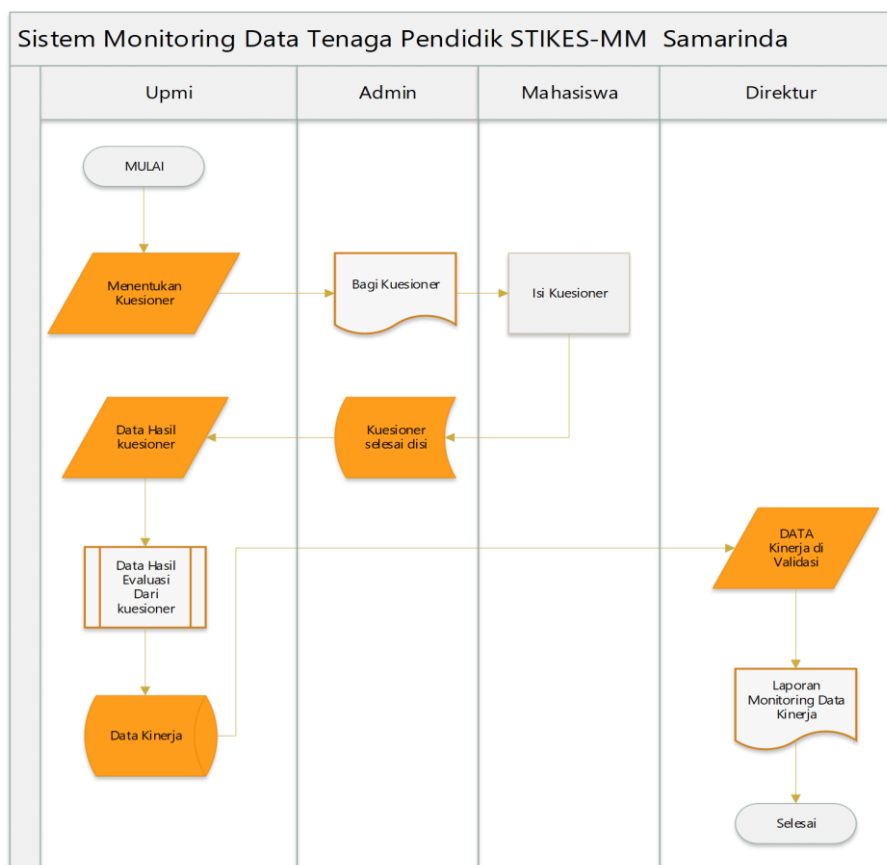 Sistem Monitoring Data Tenaga Pendidik STIKES-MM Samarinda
Upmi
Admin
Mahasiswa
Direktur
MULAI
Menentukan
Kuesioner
Bagi Kuesioner
Isi Kuesioner
Data Hasil
kuesioner
Kuesioner
selesai disi
Data Hasil
Evaluasi
Dari
kuesioner
DATA
Kinerja di
Validasi
Data Kinerja
Laporan
Monitoring Data
Kinerja
Selesai